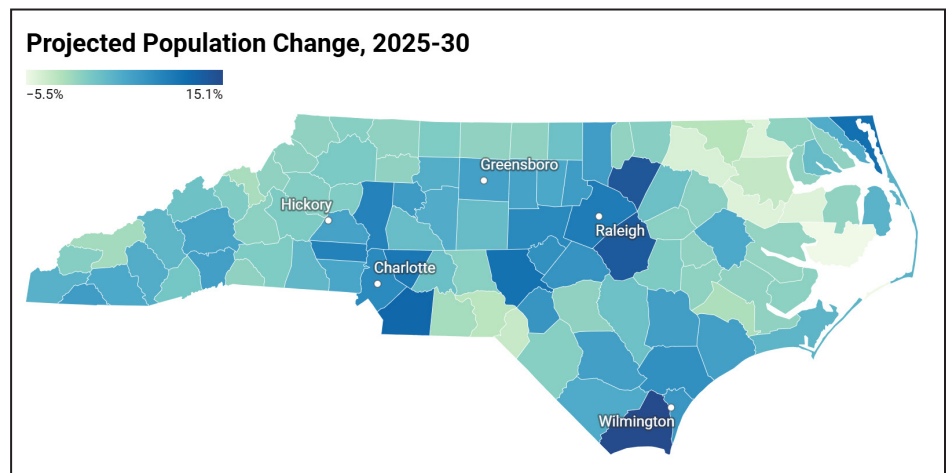 Projected Population Change, 2025-30
−5.5% 15.1%
Greensboro
Hickory
Raleigh
Charlotte
Wilmington